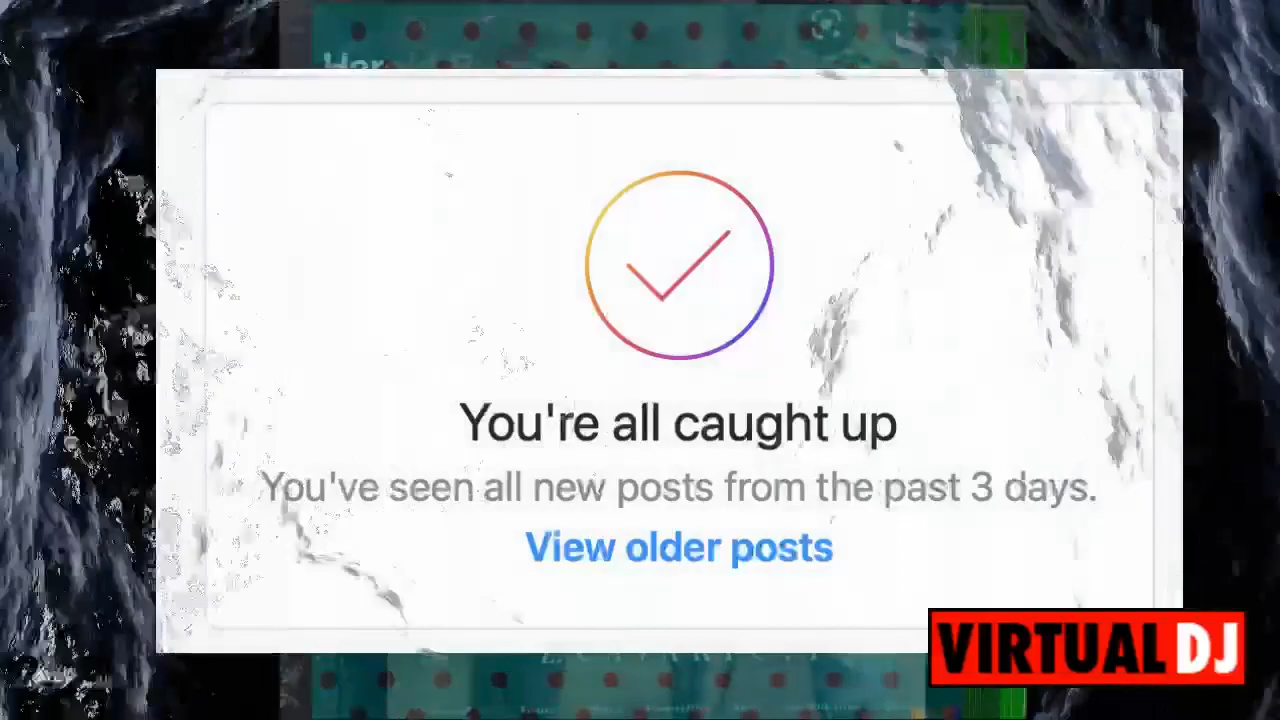 You're all caught up
You've seen all new posts from the past 3 days.
View older posts
VIRTUAL DJ